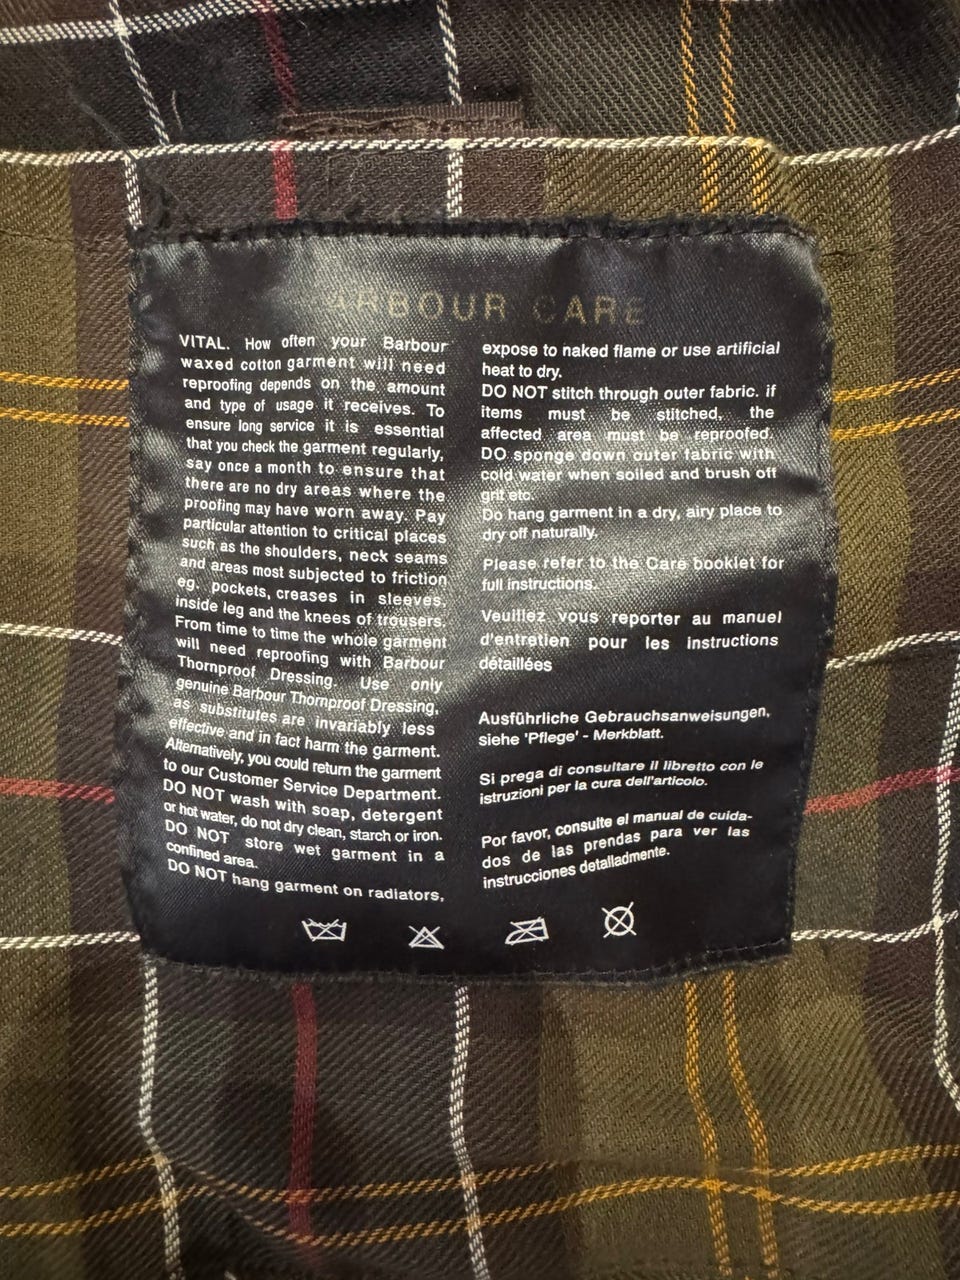 BARBOUR CARE
VITAL. How often your Barbour
waxed cotton garment will need
reproofing depends on the amount
and type of usage it receives. To
ensure long service it is essential
that you check the garment regularly,
say once a month to ensure that
there are no dry areas where the
proofing may have worn away. Pay
particular attention to critical places
such as the shoulders, neck seams
and areas most subjected to friction
eg. pockets, creases in sleeves,
inside leg and the knees of trousers.
From time to time the whole garment
will need reproofing with Barbour
Thornproof Dressing. Use only
genuine Barbour Thornproof Dressing,
as substitutes are invariably less
effective and in fact harm the garment.
Alternatively, you could return the garment
to our Customer Service Department.
DO NOT wash with soap, detergent
or hot water, do not dry clean, starch or iron.
DO NOT store wet garment in a
confined area.
DO NOT hang garment on radiators,
expose to naked flame or use artificial
heat to dry.
DO NOT stitch through outer fabric. if
items must be stitched, the
affected area must be reproofed.
DO sponge down outer fabric with
cold water when soiled and brush off
grit etc.
Do hang garment in a dry, airy place to
dry off naturally.
Please refer to the Care booklet for
full instructions.
Veuillez vous reporter au manuel
d'entretien pour les instructions
détaillées
Ausführliche Gebrauchsanweisungen,
siehe 'Pflege' - Merkblatt.
Si prega di consultare il libretto con le
istruzioni per la cura dell'articolo.
Por favor, consulte el manual de cuida-
dos de las prendas para ver las
instrucciones detalladmente.